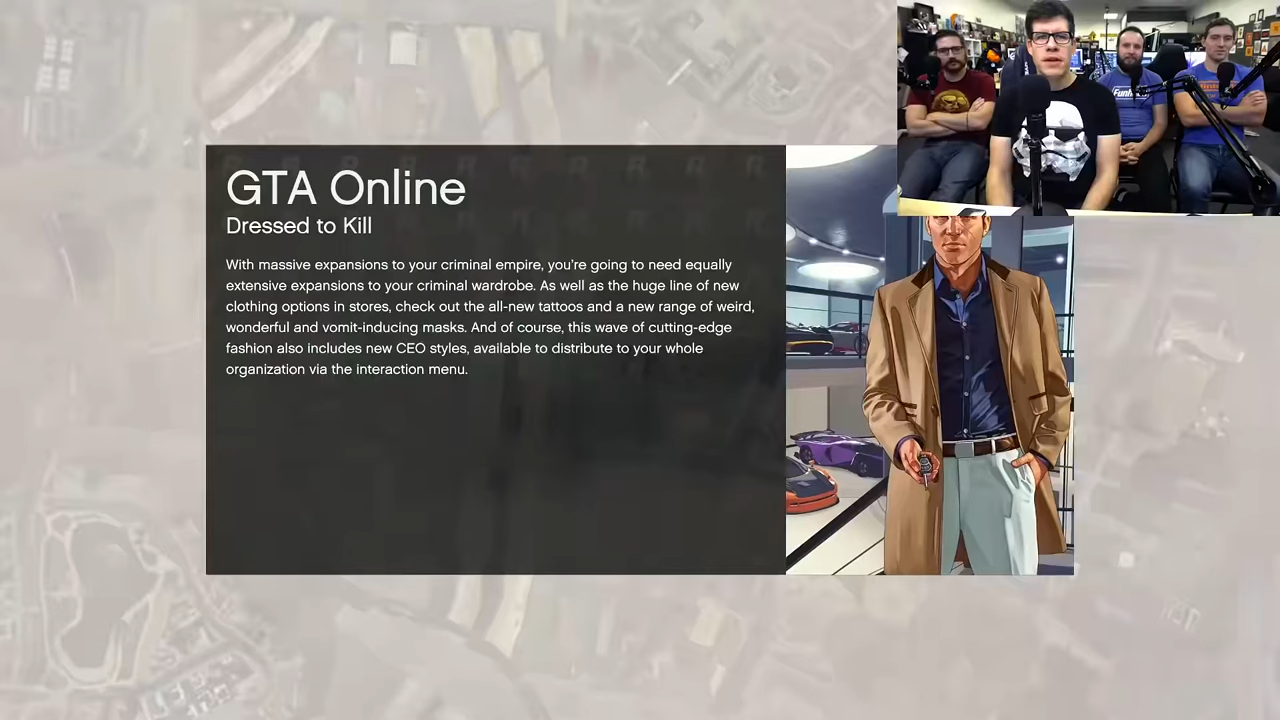 GTA Online
Dressed to Kill
With massive expansions to your criminal empire, you're going to need equally
extensive expansions to your criminal wardrobe. As well as the huge line of new
clothing options in stores, check out the all-new tattoos and a new range of weird,
wonderful and vomit-inducing masks. And of course, this wave of cutting-edge
fashion also includes new CEO styles, available to distribute to your whole
organization via the interaction menu.